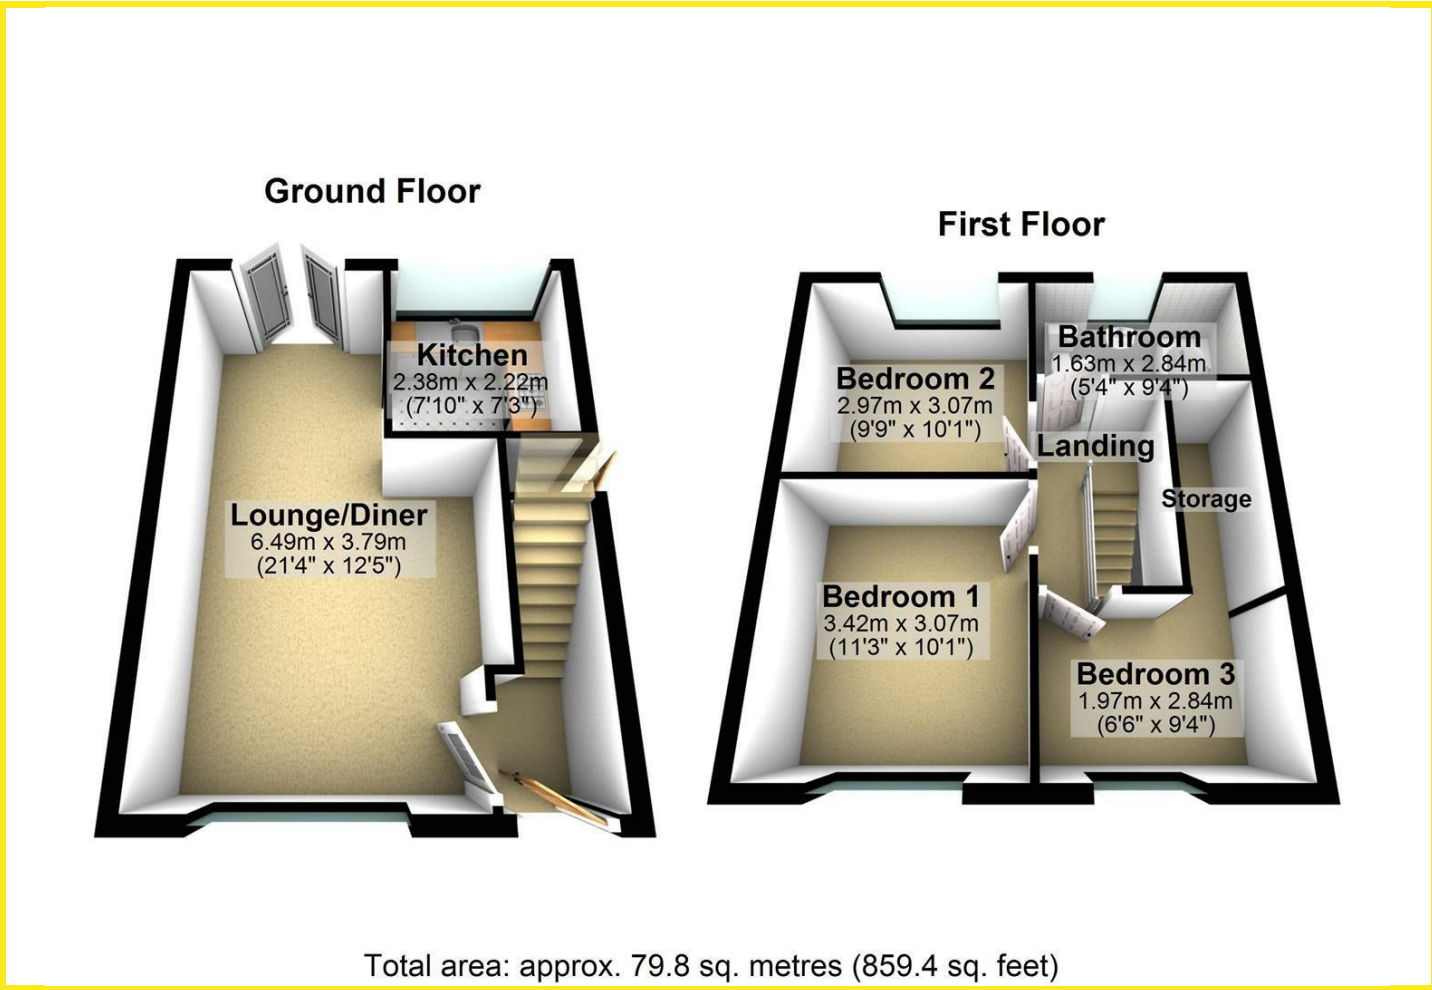 Ground Floor
Kitchen
2.38m x 2.22m
(7'10" x 7'3")
Lounge/Diner
6.49m x 3.79m
(21'4" x 12'5")
First Floor
Bathroom
1.63m x 2.84m
(5'4" x 9'4")
Bedroom 2
2.97m x 3.07m
(9'9" x 10'1")
Landing
Storage
Bedroom 1
3.42m x 3.07m
(11'3" x 10'1")
Bedroom 3
1.97m x 2.84m
(6'6" x 9'4")
Total area: approx. 79.8 sq. metres (859.4 sq. feet)